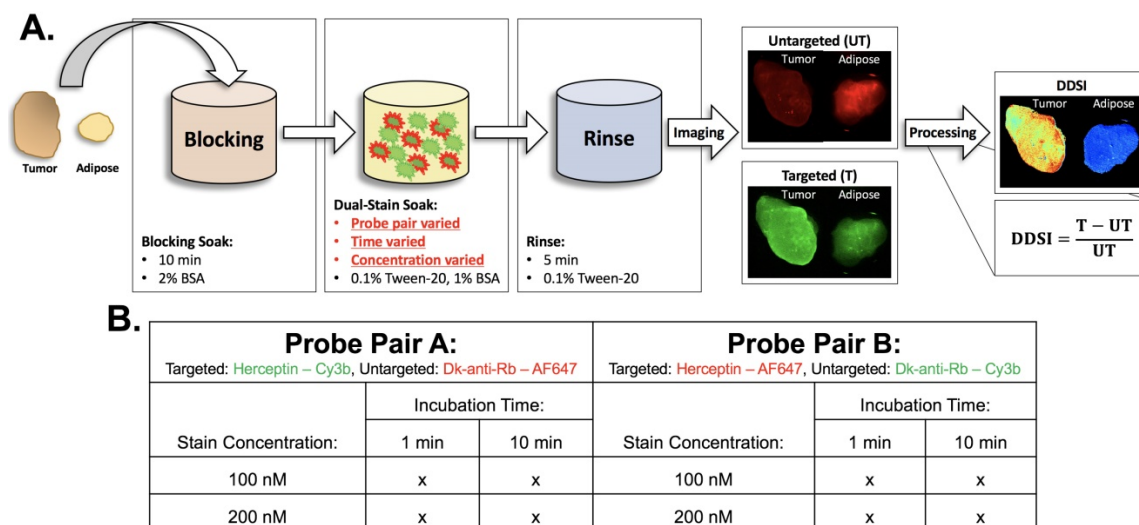 A.
Tumor
Adipose
Blocking
Blocking Soak:
• 10 min
• 2% BSA
Dual-Stain Soak:
• Probe pair varied
• Time varied
• Concentration varied
• 0.1% Tween-20, 1% BSA
Rinse
Rinse:
• 5 min
• 0.1% Tween-20
Imaging
Untargeted (UT)
Tumor Adipose
Targeted (T)
Tumor Adipose
Processing
DDSI
Tumor Adipose
DDSI = T − UT / UT
B.
Probe Pair A: Probe Pair B:
Targeted: Herceptin – Cy3b, Untargeted: Dk-anti-Rb – AF647 Targeted: Herceptin – AF647, Untargeted: Dk-anti-Rb – Cy3b
Incubation Time: Incubation Time:
Stain Concentration: 1 min 10 min Stain Concentration: 1 min 10 min
100 nM x x 100 nM x x
200 nM x x 200 nM x x